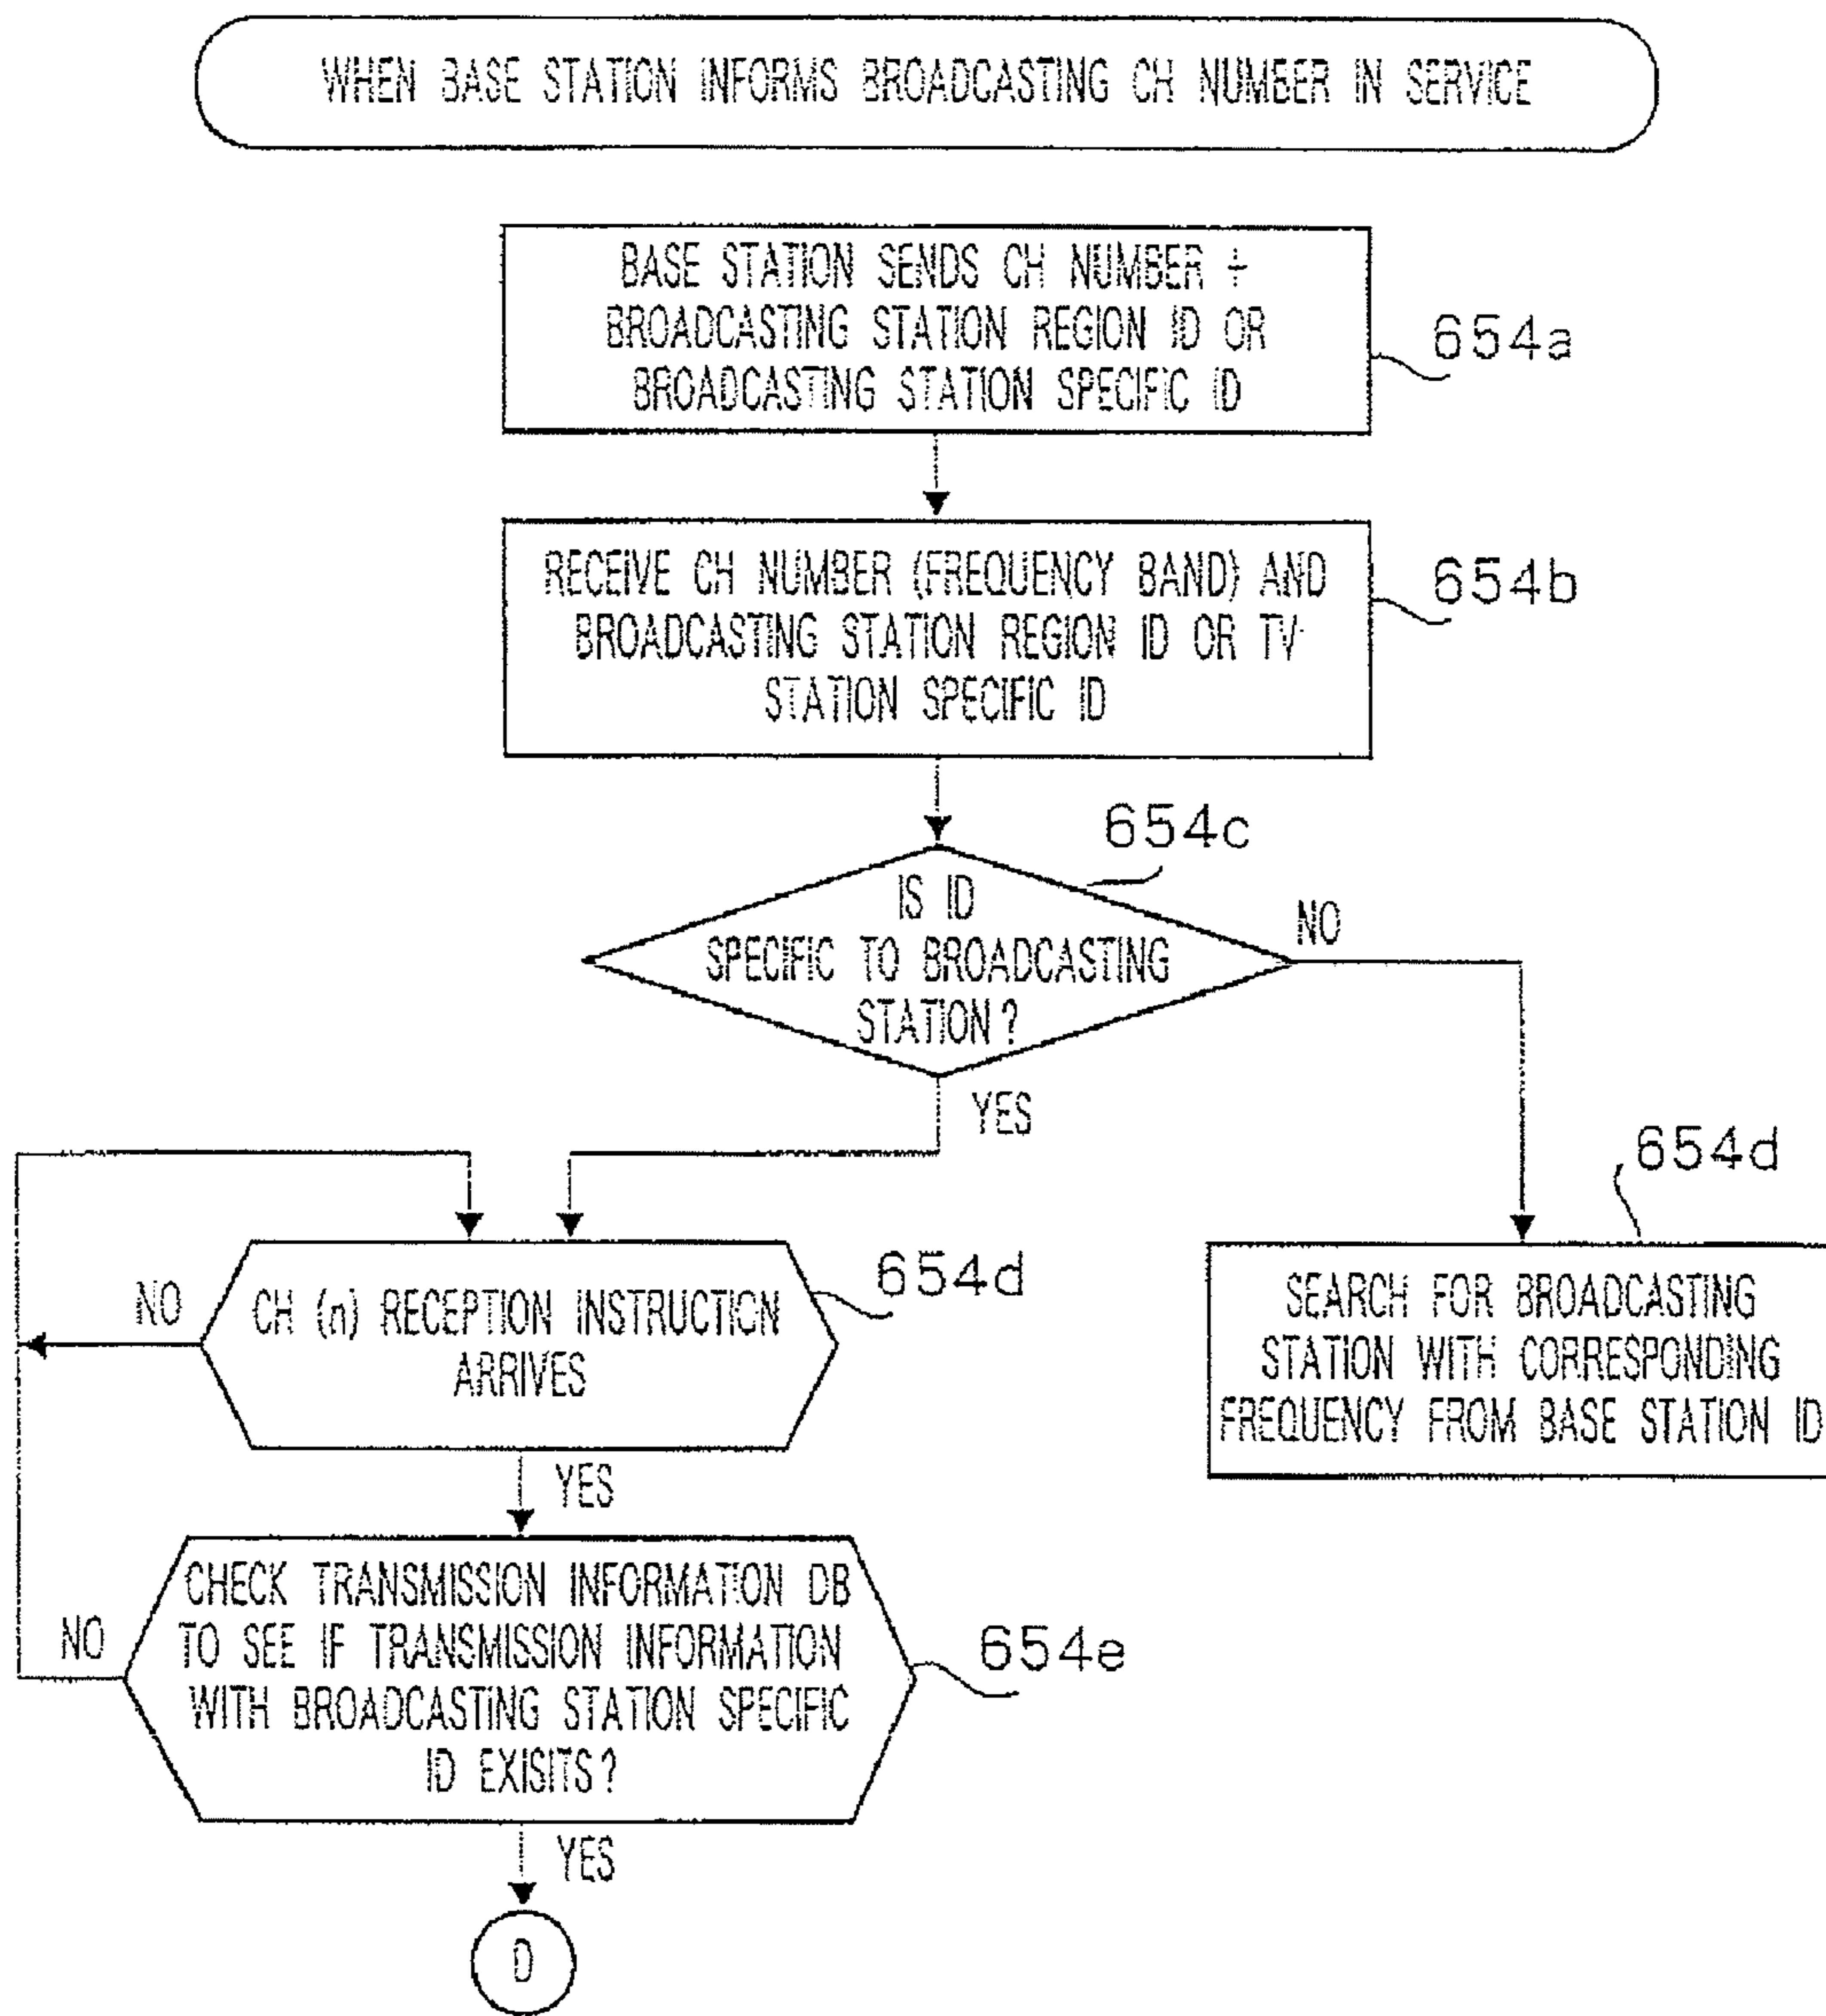 WHEN BASE STATION INFORMS BROADCASTING CH NUMBER IN SERVICE
BASE STATION SENDS CH NUMBER +
BROADCASTING STATION REGION ID OR
BROADCASTING STATION SPECIFIC ID
654a
RECEIVE CH NUMBER (FREQUENCY BAND) AND
BROADCASTING STATION REGION ID OR TV
STATION SPECIFIC ID
654b
654c
IS ID
SPECIFIC TO BROADCASTING
STATION?
NO
YES
654d
SEARCH FOR BROADCASTING
STATION WITH CORRESPONDING
FREQUENCY FROM BASE STATION ID
CH (n) RECEPTION INSTRUCTION
ARRIVES
654d
NO
YES
CHECK TRANSMISSION INFORMATION DB
TO SEE IF TRANSMISSION INFORMATION
WITH BROADCASTING STATION SPECIFIC
ID EXISITS?
654e
NO
YES
D